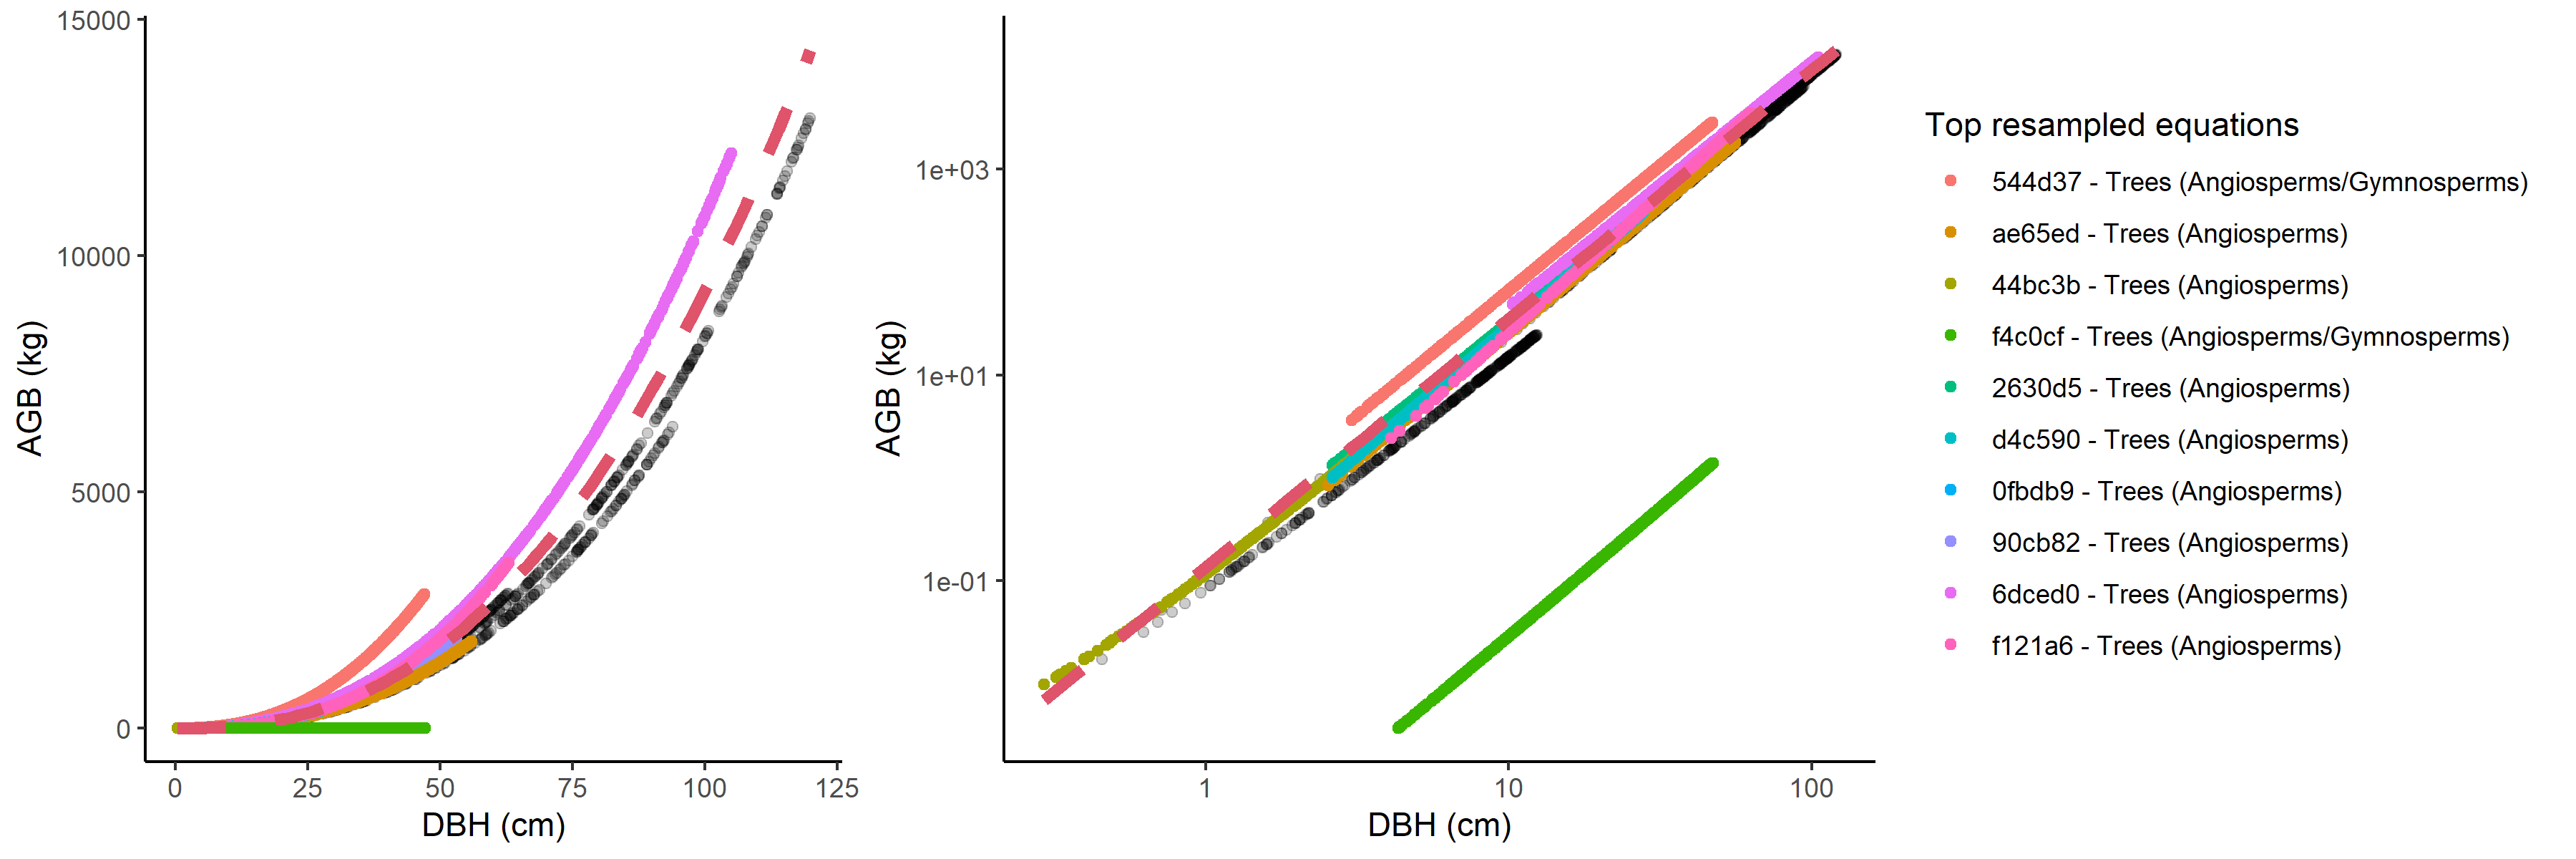 15000
10000
5000
0
AGB (kg)
0 25 50 75 100 125
DBH (cm)
1e+03
1e+01
1e-01
AGB (kg)
1 10 100
DBH (cm)
Top resampled equations
544d37 - Trees (Angiosperms/Gymnosperms)
ae65ed - Trees (Angiosperms)
44bc3b - Trees (Angiosperms)
f4c0cf - Trees (Angiosperms/Gymnosperms)
2630d5 - Trees (Angiosperms)
d4c590 - Trees (Angiosperms)
0fbdb9 - Trees (Angiosperms)
90cb82 - Trees (Angiosperms)
6dced0 - Trees (Angiosperms)
f121a6 - Trees (Angiosperms)